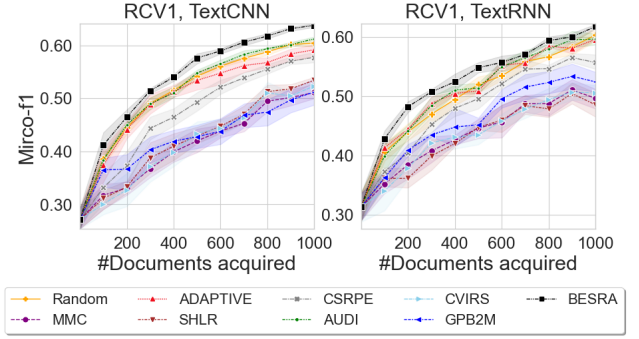 RCV1, TextCNN
RCV1, TextRNN
Mirco-f1
0.60
0.50
0.40
0.30
0.60
0.50
0.40
0.30
200 400 600 800 1000
200 400 600 800 1000
#Documents acquired
#Documents acquired
Random ADAPTIVE CSRPE CVIRS BESRA
MMC SHLR AUDI GPB2M